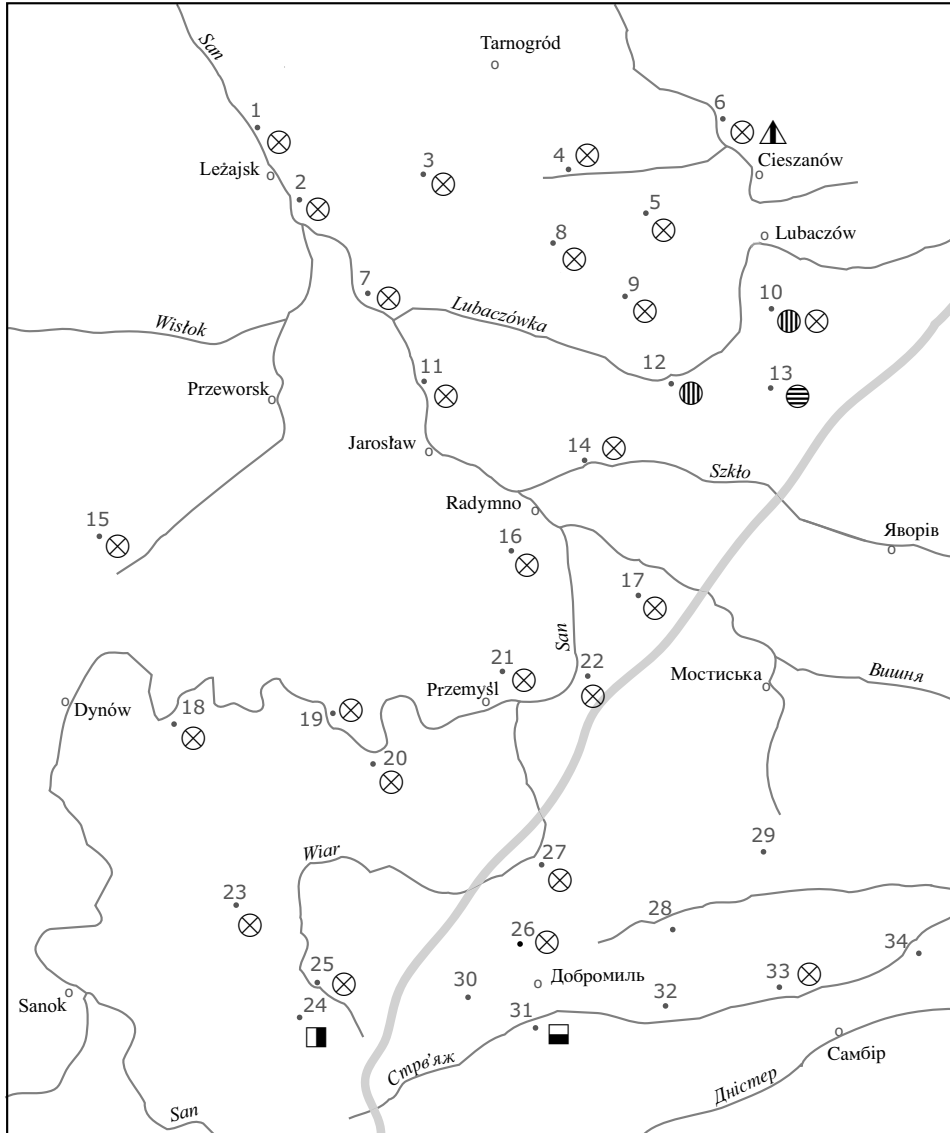 San
Tarnogród
1
6
Leżajsk
3
4
Cieszanów
2
5
8
Lubaczów
7
9
10
Wisłok
Lubaczówka
12
13
Przeworsk
11
Jarosław
14
Szkło
Radymno
15
16
Яворів
17
San
21
22
Мостиська
Вишня
Dynów
18
19
Przemyśl
20
29
Wiar
27
23
28
26
34
25
30
Добромиль
33
Sanok
24
31
32
Стрв’яж
Самбір
Дністер
San